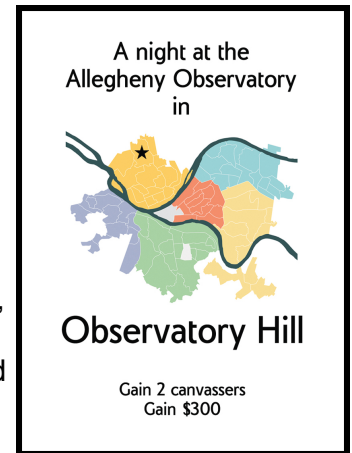 A night at the
Allegheny Observatory
in
Observatory Hill
Gain 2 canvassers
Gain $300